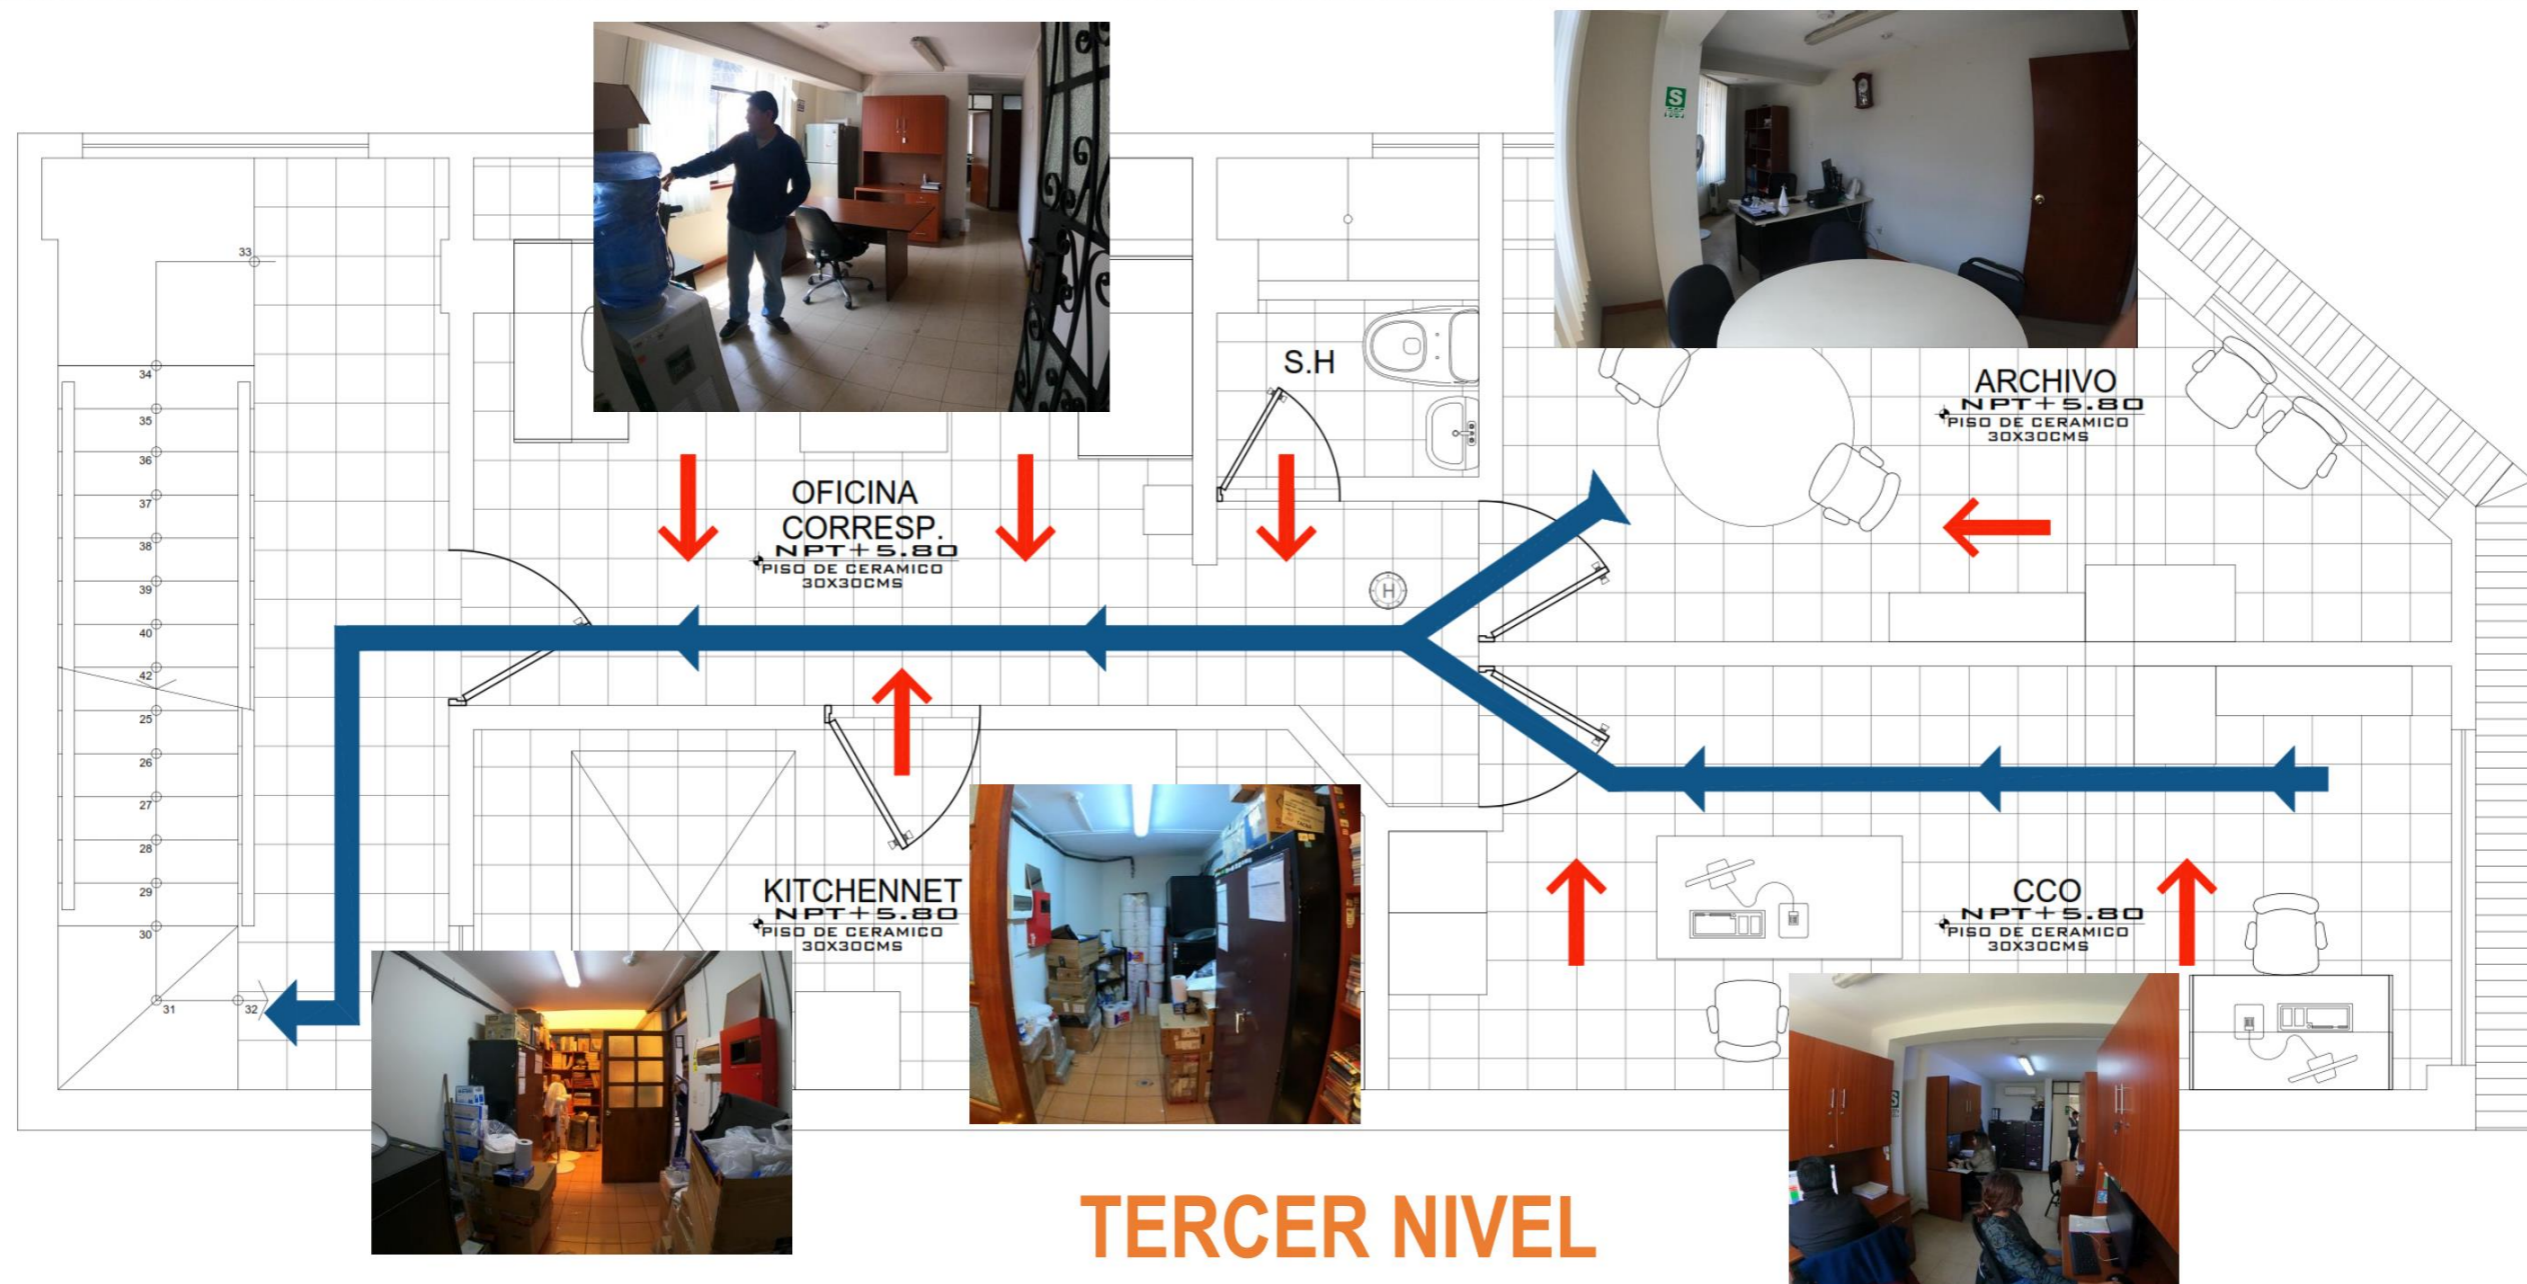 33
34
35
36
37
38
39
40
42
25
26
27
28
29
30
31
32
OFICINA
CORRESP.
NPT+5.80
PISO DE CERAMICO
30X30CMS
S.H
H
ARCHIVO
NPT+5.80
PISO DE CERAMICO
30X30CMS
KITCHENNET
NPT+5.80
PISO DE CERAMICO
30X30CMS
CCO
NPT+5.80
PISO DE CERAMICO
30X30CMS
S
S
TERCER NIVEL